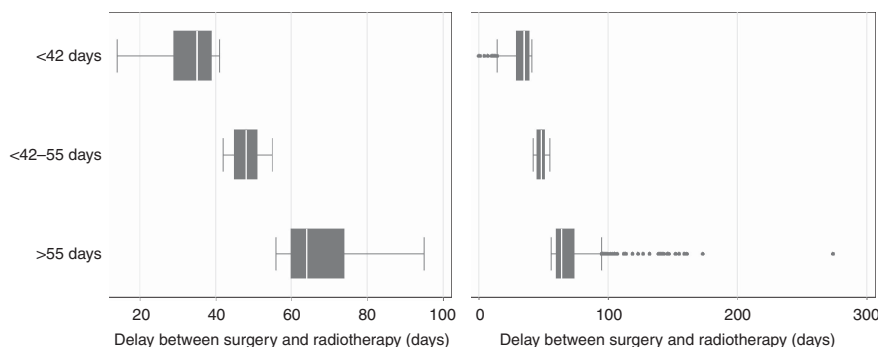 <42 days
<42–55 days
>55 days
20 40 60 80 100
Delay between surgery and radiotherapy (days)
0 100 200 300
Delay between surgery and radiotherapy (days)